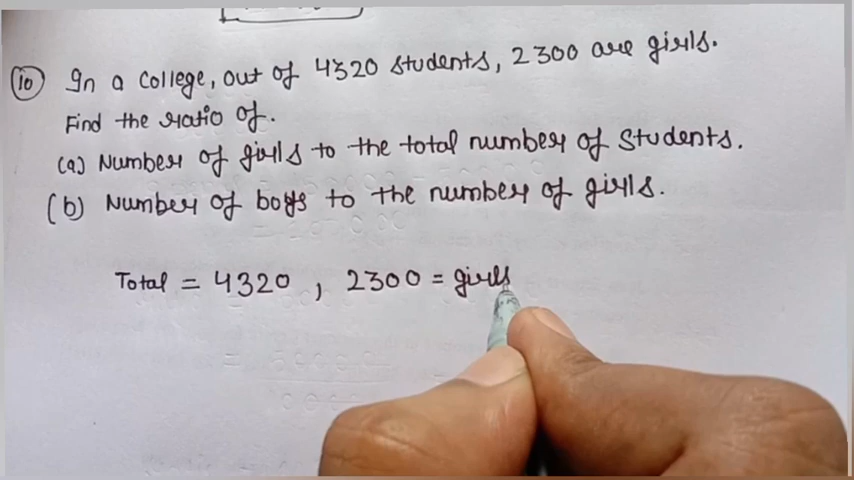 (10) In a college, out of 4320 students, 2300 are girls.
Find the ratio of.
(a) Number of girls to the total number of students.
(b) Number of boys to the number of girls.
Total = 4320 , 2300 = girls